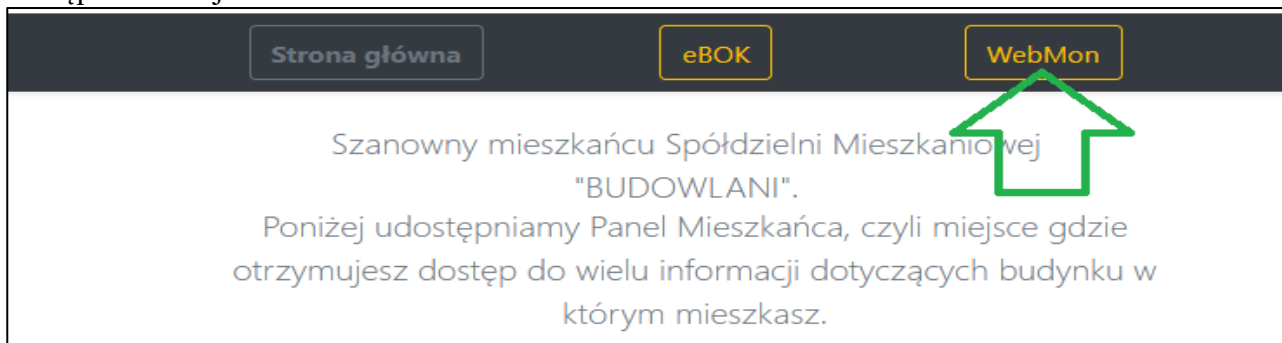 Strona główna eBOK WebMon
Szanowny mieszkańcu Spółdzielni Mieszkaniowej
"BUDOWLANI".
Poniżej udostępniamy Panel Mieszkańca, czyli miejsce gdzie
otrzymujesz dostęp do wielu informacji dotyczących budynku w
którym mieszkasz.